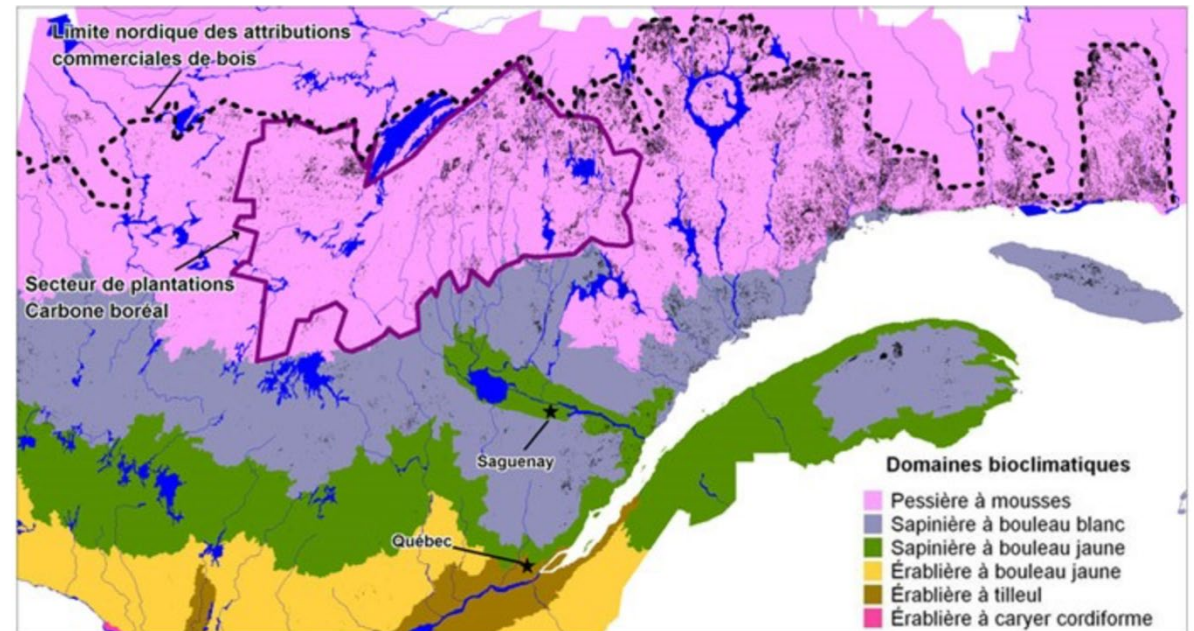 Limite nordique des attributions
commerciales de bois
Secteur de plantations
Carbone boréal
Saguenay
Québec
Domaines bioclimatiques
Pessière à mousses
Sapinière à bouleau blanc
Sapinière à bouleau jaune
Érablière à bouleau jaune
Érablière à tilleul
Érablière à caryer cordiforme